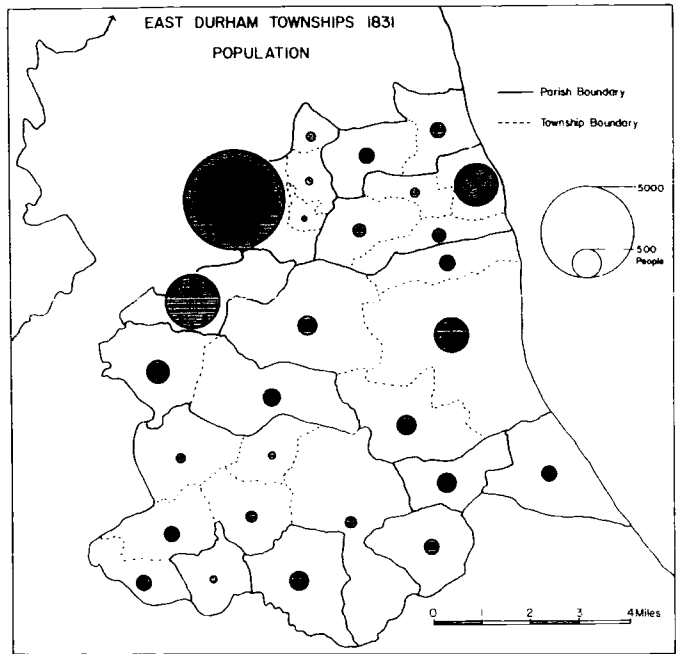 EAST DURHAM TOWNSHIPS 1831
POPULATION
Parish Boundary
Township Boundary
5000
500
People
0 1 2 3 4 Miles